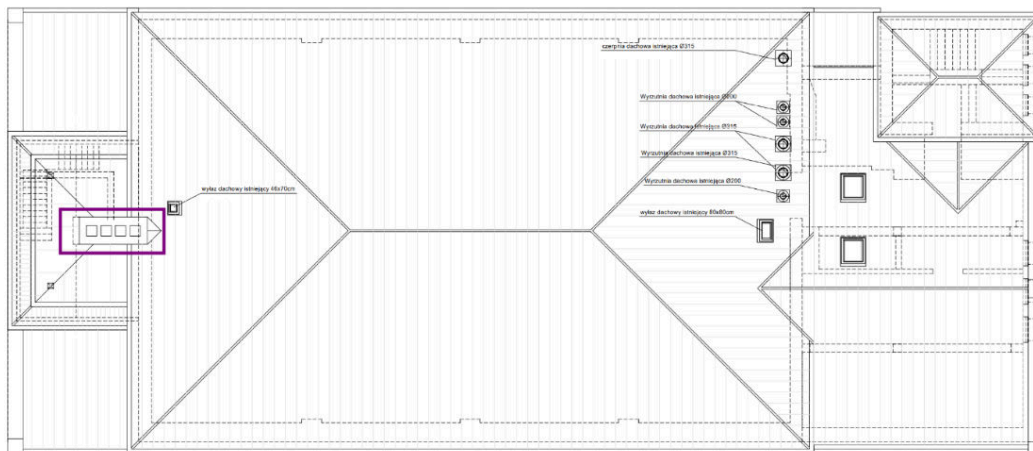 czerpnia dachowa istniejąca Ø315
Wyrzutnia dachowa istniejąca Ø200
Wyrzutnia dachowa istniejąca Ø315
Wyrzutnia dachowa istniejąca Ø315
Wyrzutnia dachowa istniejąca Ø200
wyłaz dachowy istniejący 48x70cm
wyłaz dachowy istniejący 80x80cm